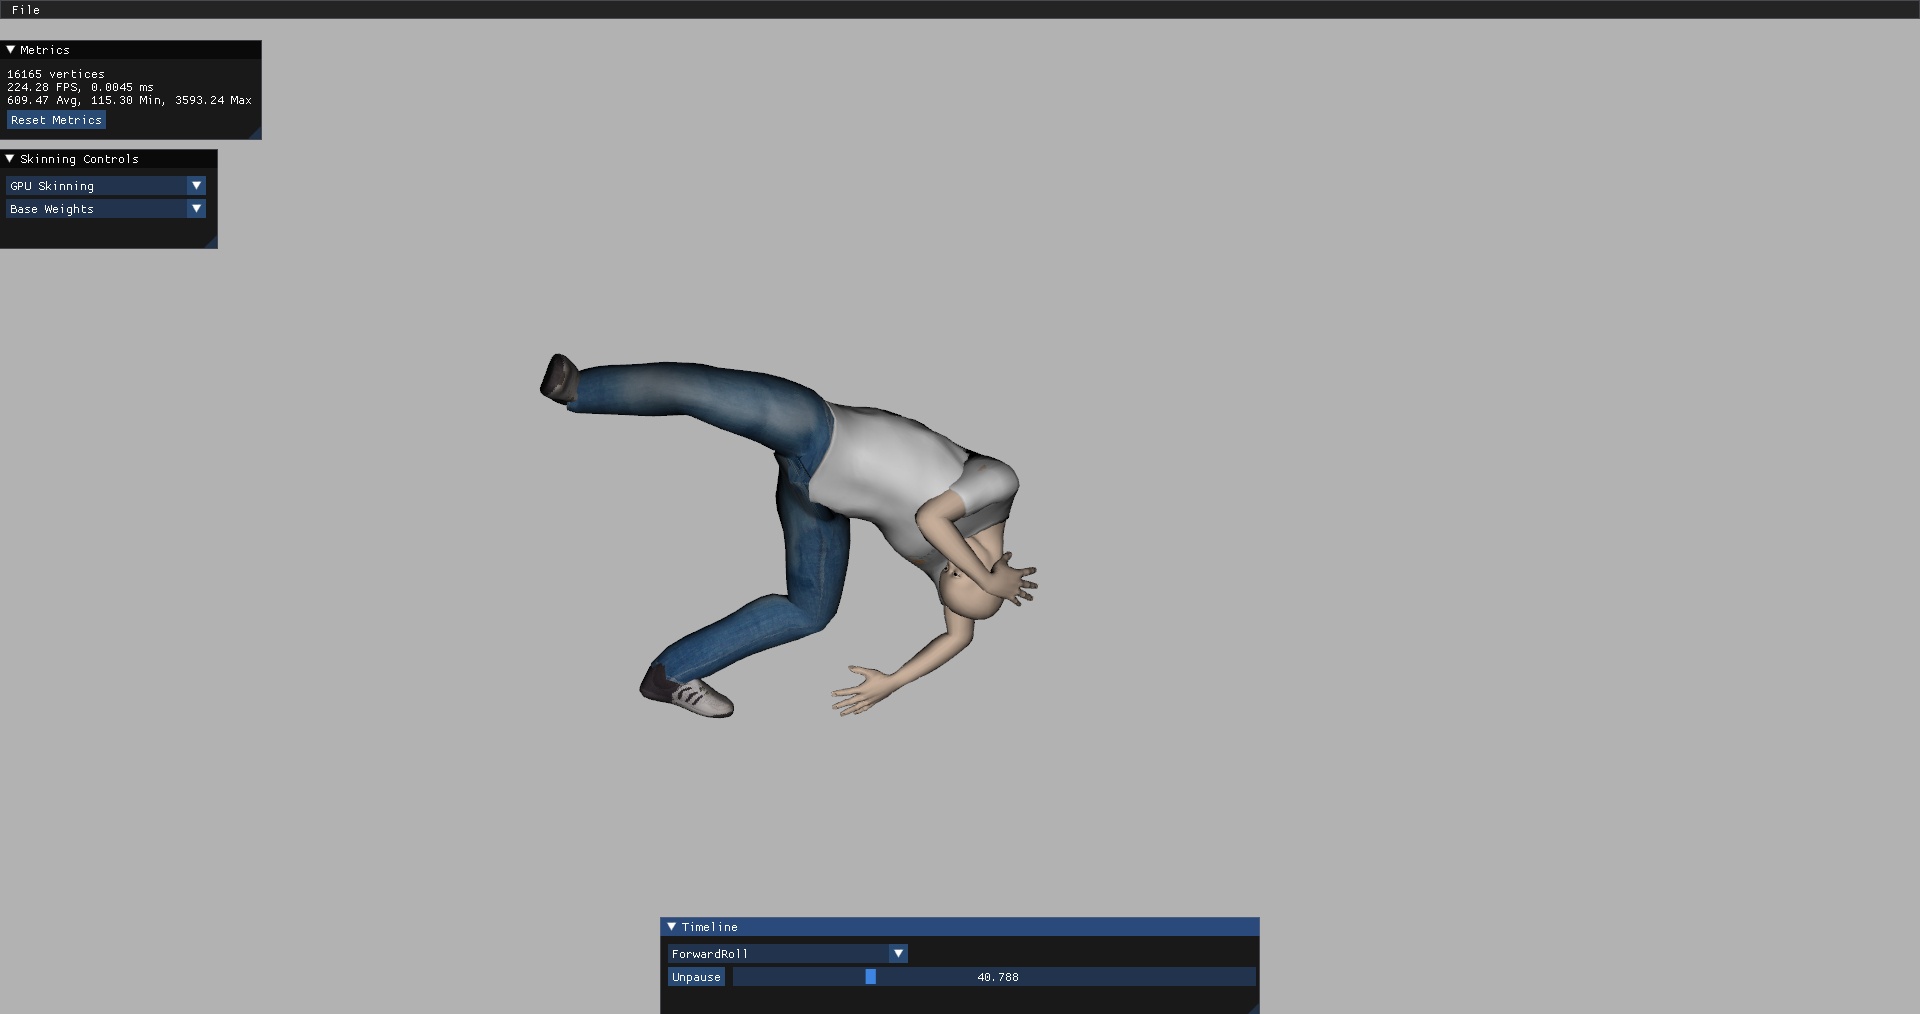 File
Metrics
16165 vertices
224.28 FPS, 0.0045 ms
609.47 Avg, 115.30 Min, 3593.24 Max
Reset Metrics
Skinning Controls
GPU Skinning
Base Weights
Timeline
ForwardRoll
Unpause 40.788